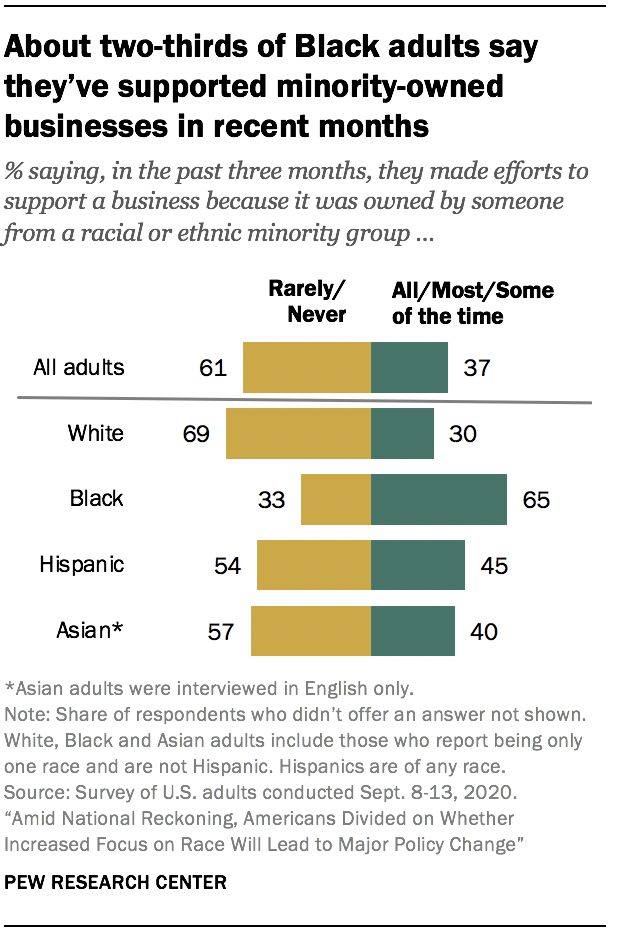 About two-thirds of Black adults say
they’ve supported minority-owned
businesses in recent months
% saying, in the past three months, they made efforts to
support a business because it was owned by someone
from a racial or ethnic minority group ...
Rarely/
Never
All/Most/Some
of the time
All adults 61 37
White 69 30
Black 33 65
Hispanic 54 45
Asian* 57 40
*Asian adults were interviewed in English only.
Note: Share of respondents who didn’t offer an answer not shown.
White, Black and Asian adults include those who report being only
one race and are not Hispanic. Hispanics are of any race.
Source: Survey of U.S. adults conducted Sept. 8-13, 2020.
“Amid National Reckoning, Americans Divided on Whether
Increased Focus on Race Will Lead to Major Policy Change”
PEW RESEARCH CENTER